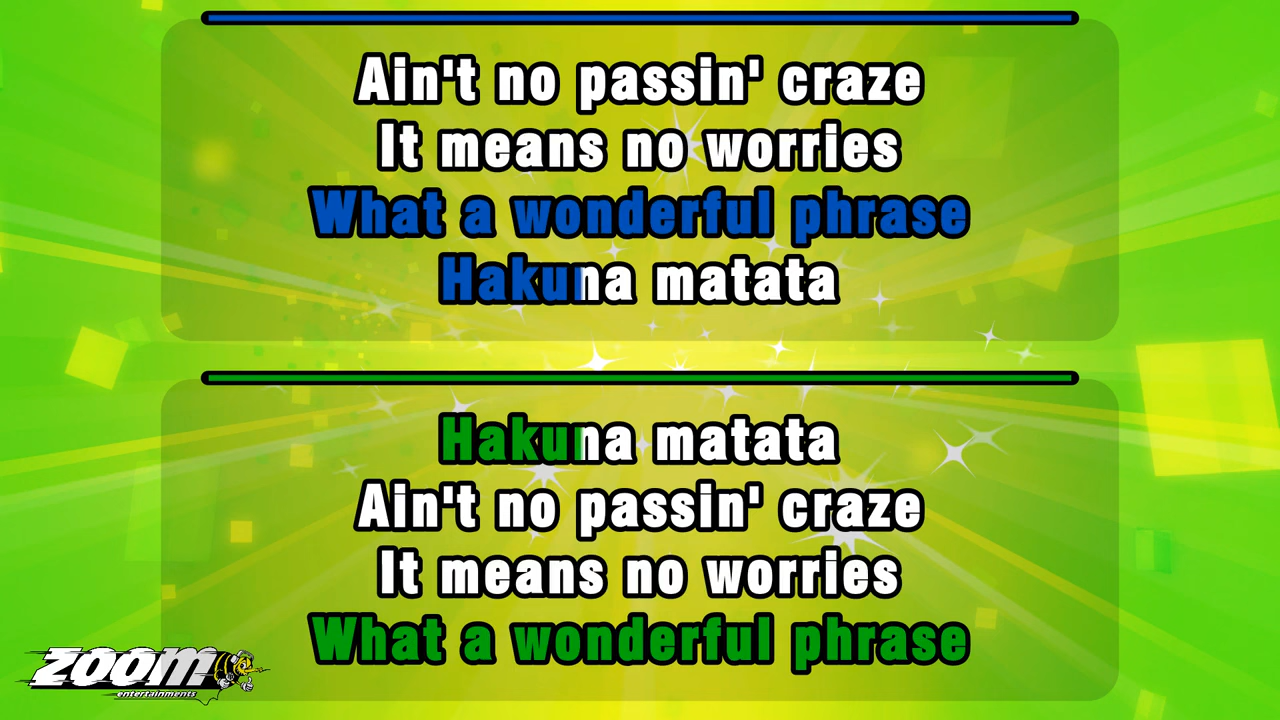 Ain't no passin' craze
It means no worries
What a wonderful phrase
Hakuna matata
Hakuna matata
Ain't no passin' craze
It means no worries
What a wonderful phrase
zoom
entertainments